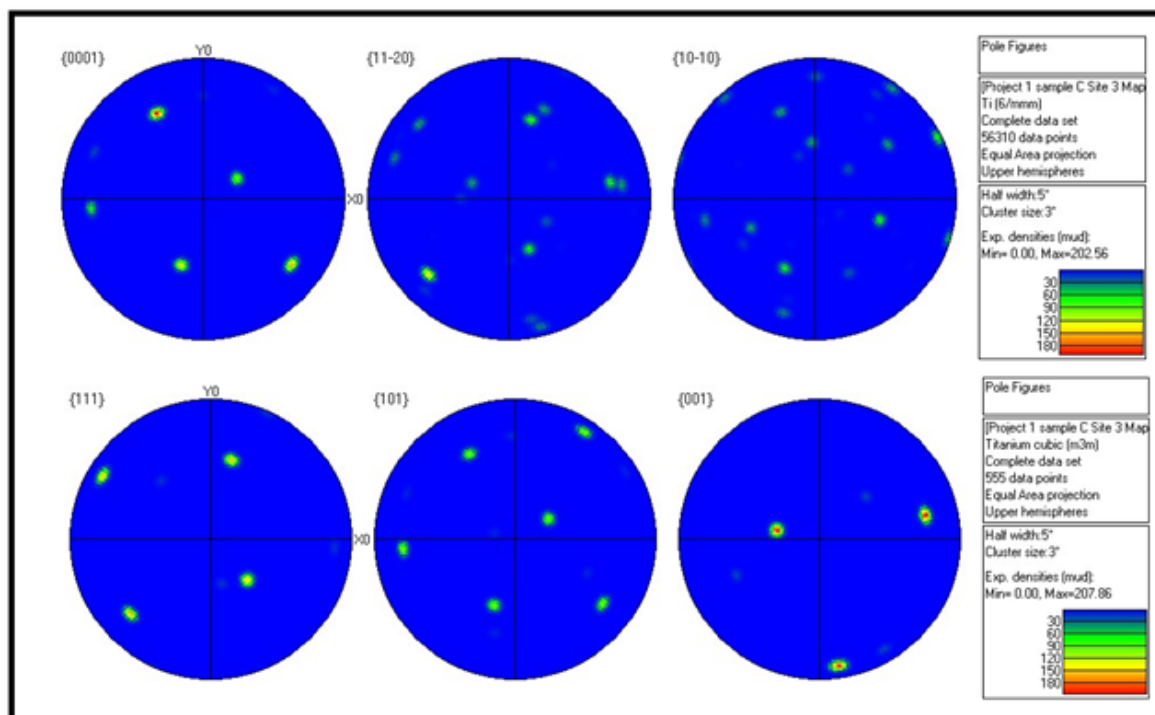 {0001}
Y0
X0
{11-20}
{10-10}
Pole Figures
[Project 1 sample C Site 3 Map
Ti (6/mmm)
Complete data set
56310 data points
Equal Area projection
Upper hemispheres
Half width:5°
Cluster size:3°
Exp. densities (mud):
Min= 0.00, Max=202.56
30
60
90
120
150
180
{111}
Y0
X0
{101}
{001}
Pole Figures
[Project 1 sample C Site 3 Map
Titanium cubic (m3m)
Complete data set
555 data points
Equal Area projection
Upper hemispheres
Half width:5°
Cluster size:3°
Exp. densities (mud):
Min= 0.00, Max=207.86
30
60
90
120
150
180